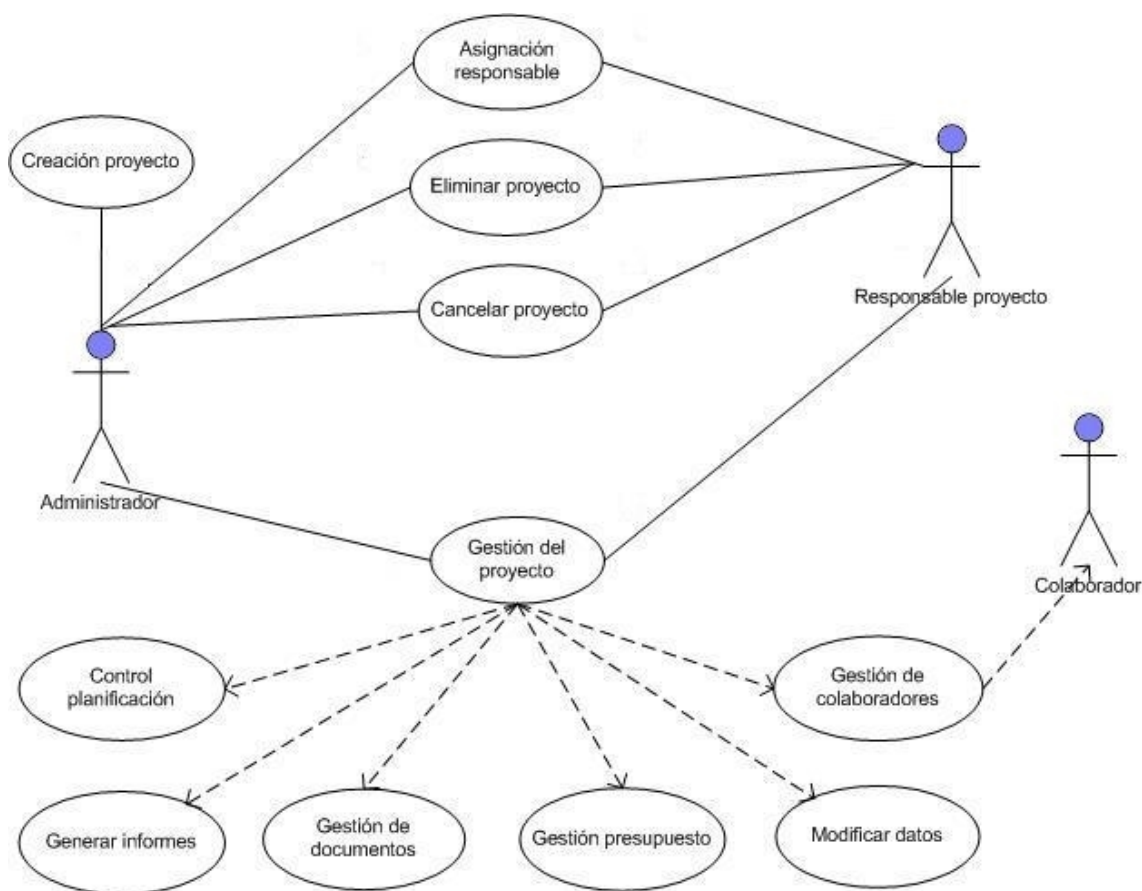 Asignación
responsable
Creación proyecto
Eliminar proyecto
Responsable proyecto
Cancelar proyecto
Administrador
Gestión del
proyecto
Colaborador
Control
planificación
Gestión de
colaboradores
Generar informes
Gestión de
documentos
Gestión presupuesto
Modificar datos